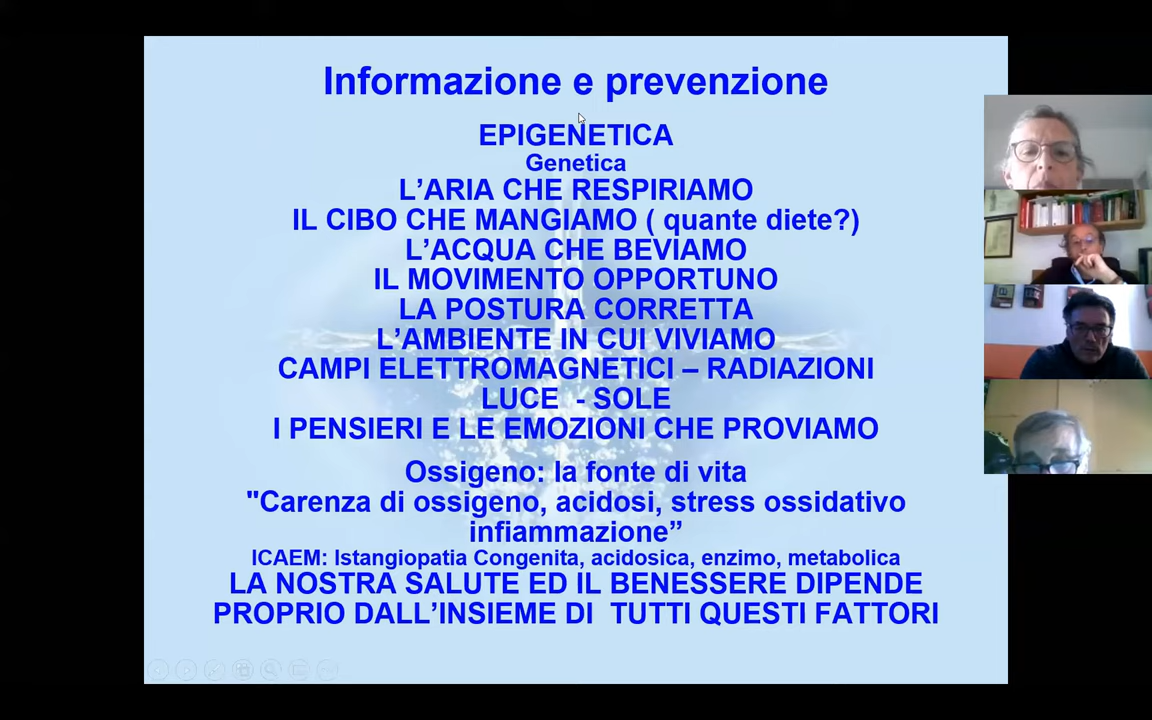 Informazione e prevenzione
EPIGENETICA
Genetica
L’ARIA CHE RESPIRIAMO
IL CIBO CHE MANGIAMO ( quante diete?)
L’ACQUA CHE BEVIAMO
IL MOVIMENTO OPPORTUNO
LA POSTURA CORRETTA
L’AMBIENTE IN CUI VIVIAMO
CAMPI ELETTROMAGNETICI – RADIAZIONI
LUCE - SOLE
I PENSIERI E LE EMOZIONI CHE PROVIAMO
Ossigeno: la fonte di vita
"Carenza di ossigeno, acidosi, stress ossidativo
infiammazione”
ICAEM: Istangiopatia Congenita, acidosica, enzimo, metabolica
LA NOSTRA SALUTE ED IL BENESSERE DIPENDE
PROPRIO DALL’INSIEME DI TUTTI QUESTI FATTORI